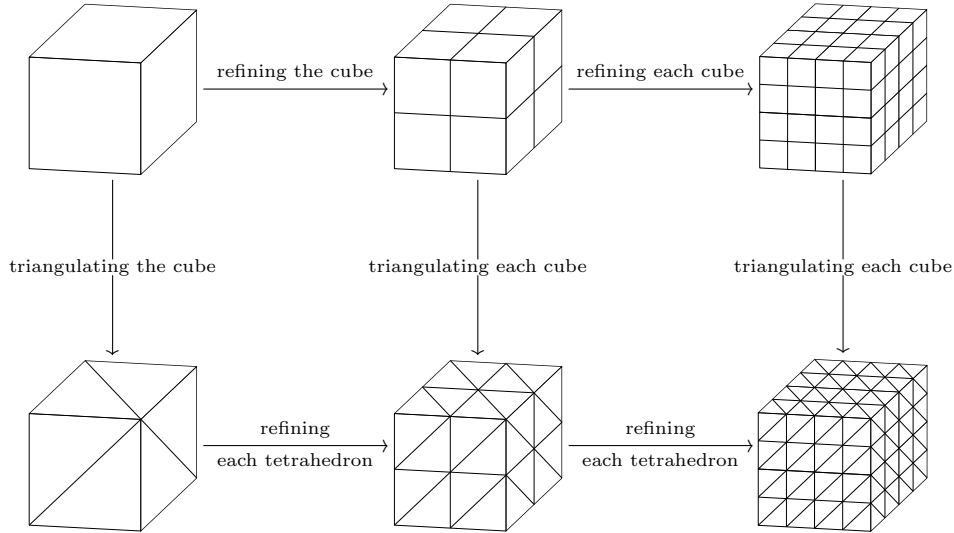 refining the cube
refining each cube
triangulating the cube
triangulating each cube
triangulating each cube
refining
each tetrahedron
refining
each tetrahedron